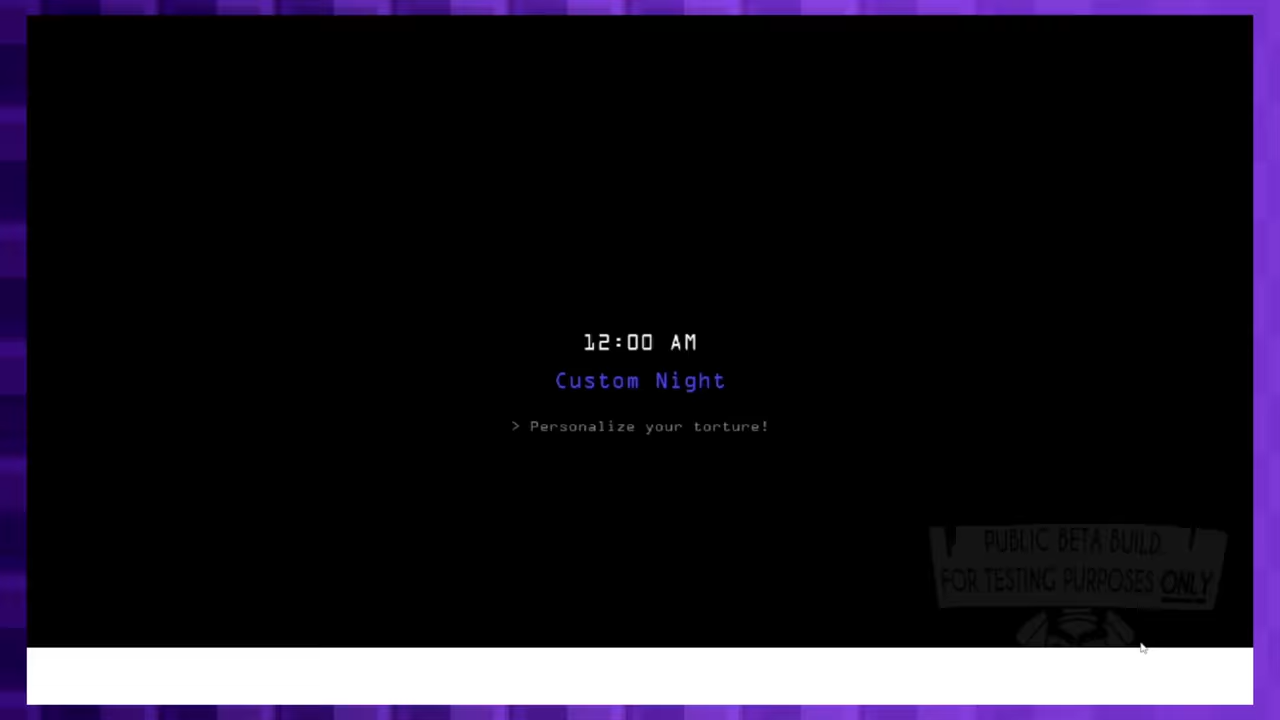 12:00 AM
Custom Night
> Personalize your torture!
PUBLIC BETA BUILD
FOR TESTING PURPOSES ONLY